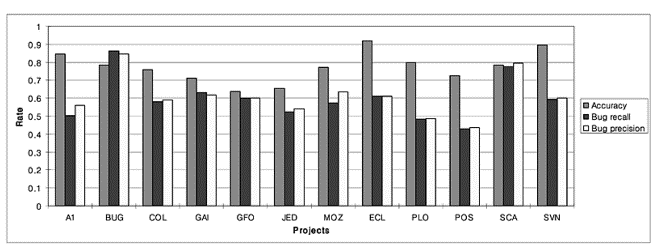 1
0.9
0.8
0.7
0.6
0.5
0.4
0.3
0.2
0.1
0
Rate
A1 BUG COL GAI GFO JED MOZ ECL PLO POS SCA SVN
Projects
Accuracy
Bug recall
Bug precision